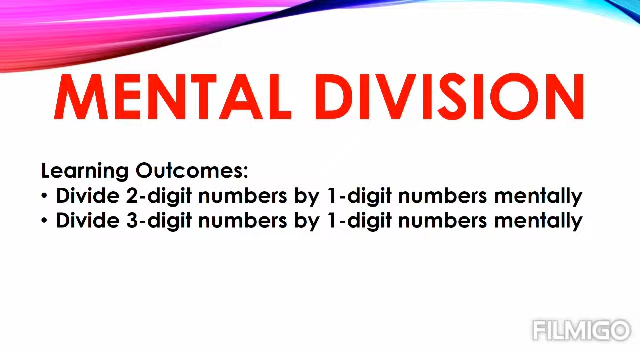 MENTAL DIVISION
Learning Outcomes:
• Divide 2-digit numbers by 1-digit numbers mentally
• Divide 3-digit numbers by 1-digit numbers mentally
FILMIGO